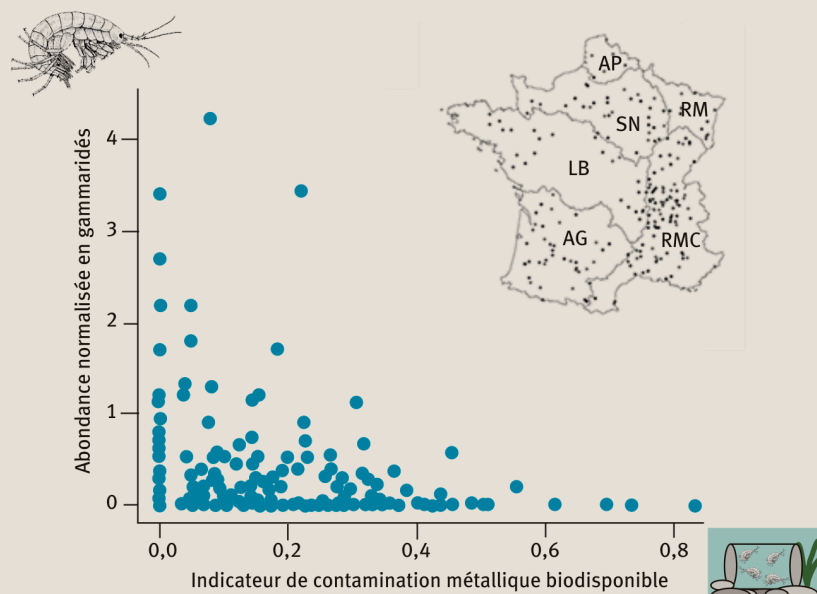 AP
RM
SN
LB
AG
RMC
Abondance normalisée en gammaridés
4
3
2
1
0
0,0
0,2
0,4
0,6
0,8
Indicateur de contamination métallique biodisponible